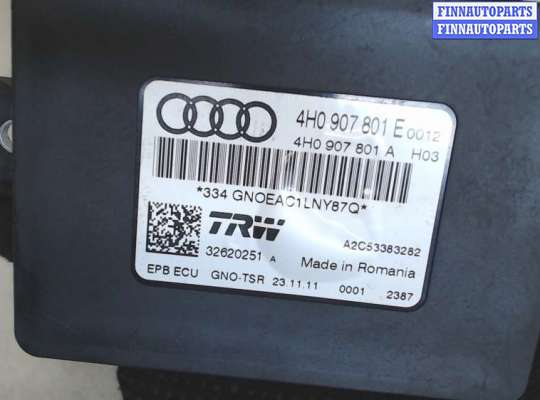 FINNAUTOPARTS
FINNAUTOPARTS
4H0 907 801 E 0012
4H0 907 801 A H03
*334 GNOEAC1LNY87Q*
TRW
A2C53383282
32620251 A
Made in Romania
EPB ECU GNO-TSR 23.11.11 0001 2387